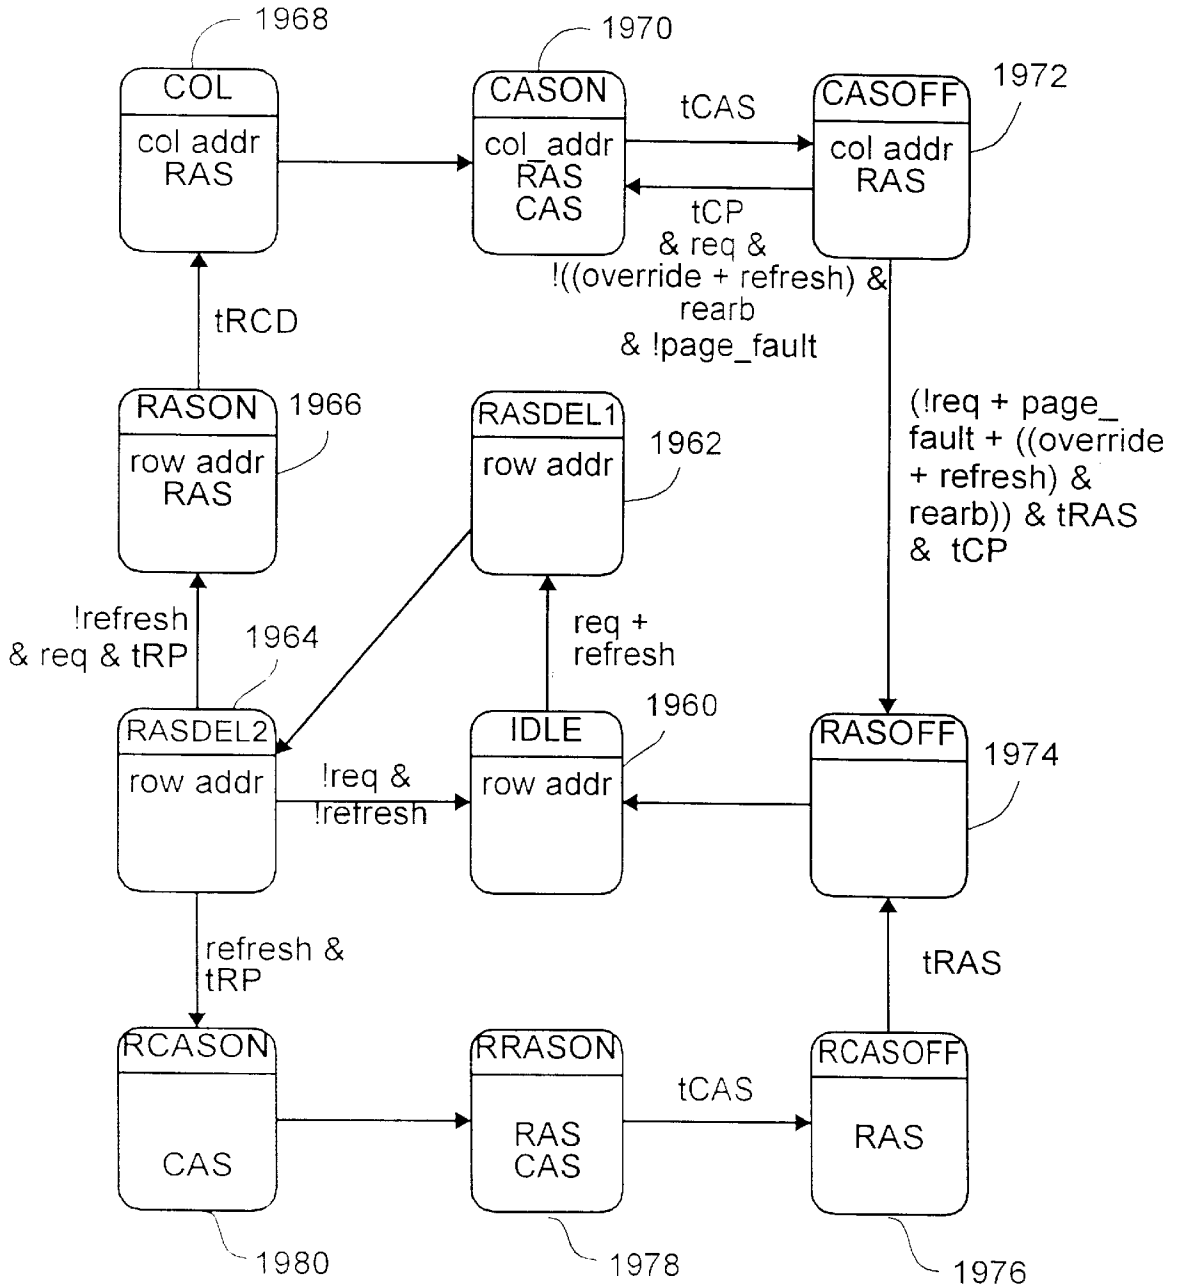 1968
COL
col addr
RAS
1970
CASON
col_addr
RAS
CAS
tCAS
1972
CASOFF
col addr
RAS
tCP
& req &
!((override + refresh) &
rearb
& !page_fault
tRCD
RASON
row addr
RAS
1966
RASDEL1
row addr
1962
(!req + page_
fault + ((override
+ refresh) &
rearb)) & tRAS
& tCP
!refresh
& req & tRP
1964
req +
refresh
RASDEL2
row addr
!req &
!refresh
IDLE
row addr
1960
RASOFF
1974
refresh &
tRP
tRAS
RCASON
CAS
1980
RRASON
RAS
CAS
1978
tCAS
RCASOFF
RAS
1976